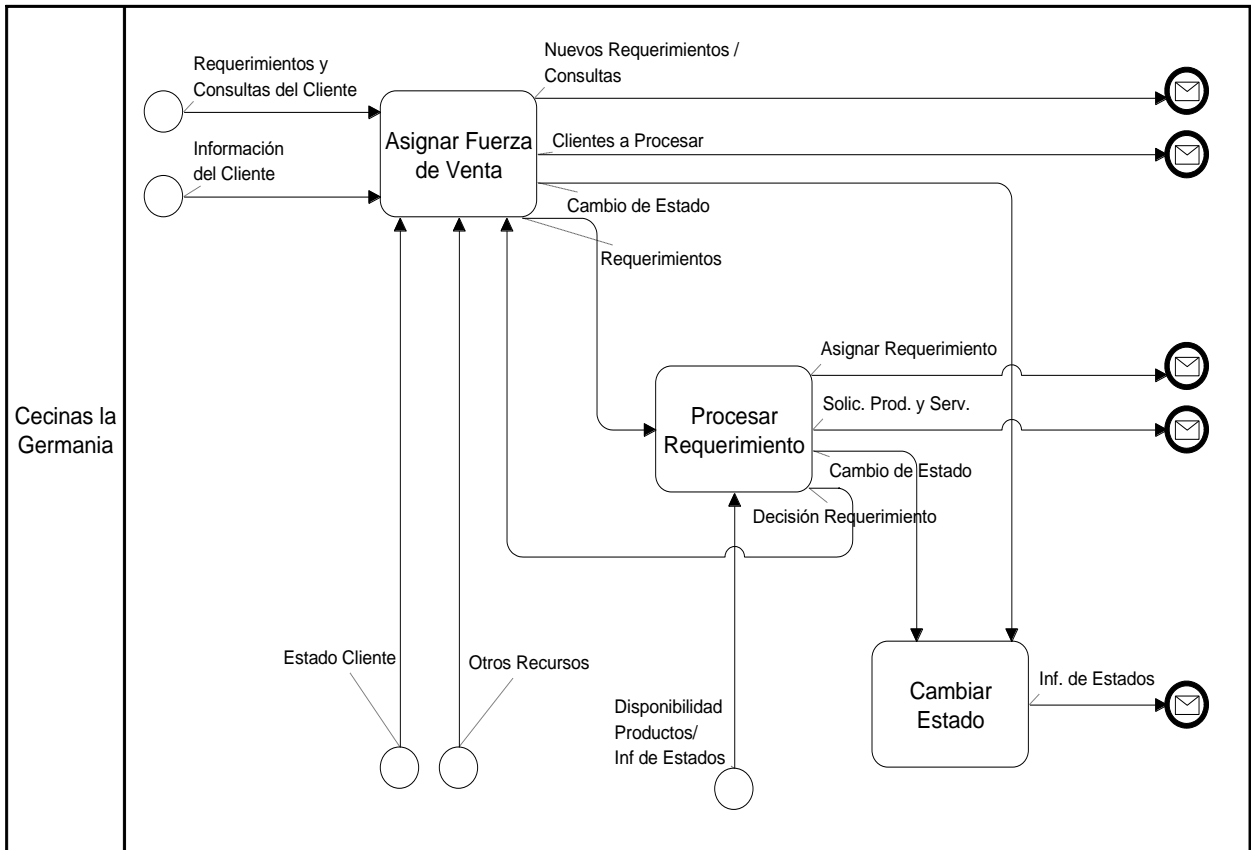 Nuevos Requerimientos /
Consultas
Requerimientos y
Consultas del Cliente
Asignar Fuerza
de Venta
Clientes a Procesar
Información
del Cliente
Cambio de Estado
Requerimientos
Asignar Requerimiento
Cecinas la
Germania
Procesar
Requerimiento
Solic. Prod. y Serv.
Cambio de Estado
Decisión Requerimiento
Estado Cliente
Otros Recursos
Disponibilidad
Productos/
Inf de Estados
Cambiar
Estado
Inf. de Estados